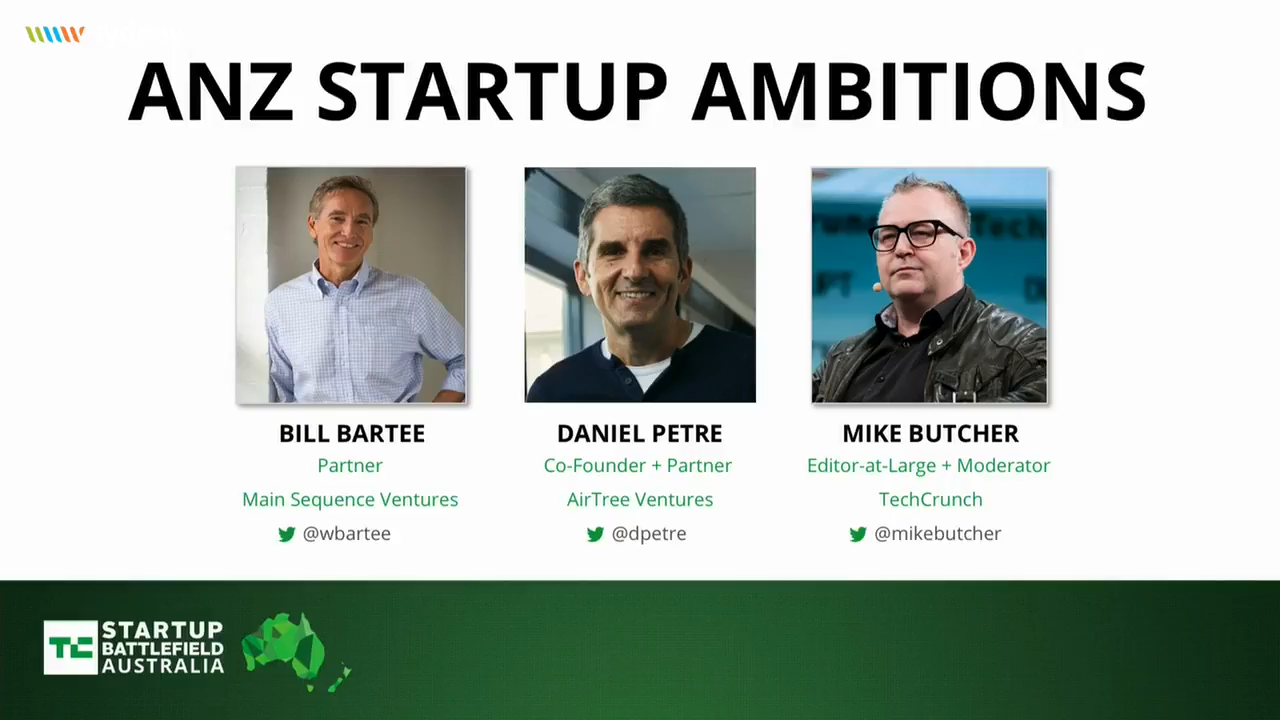 ANZ STARTUP AMBITIONS
BILL BARTEE
Partner
Main Sequence Ventures
@wbartee
DANIEL PETRE
Co-Founder + Partner
AirTree Ventures
@dpetre
MIKE BUTCHER
Editor-at-Large + Moderator
TechCrunch
@mikebutcher
TC
STARTUP
BATTLEFIELD
AUSTRALIA